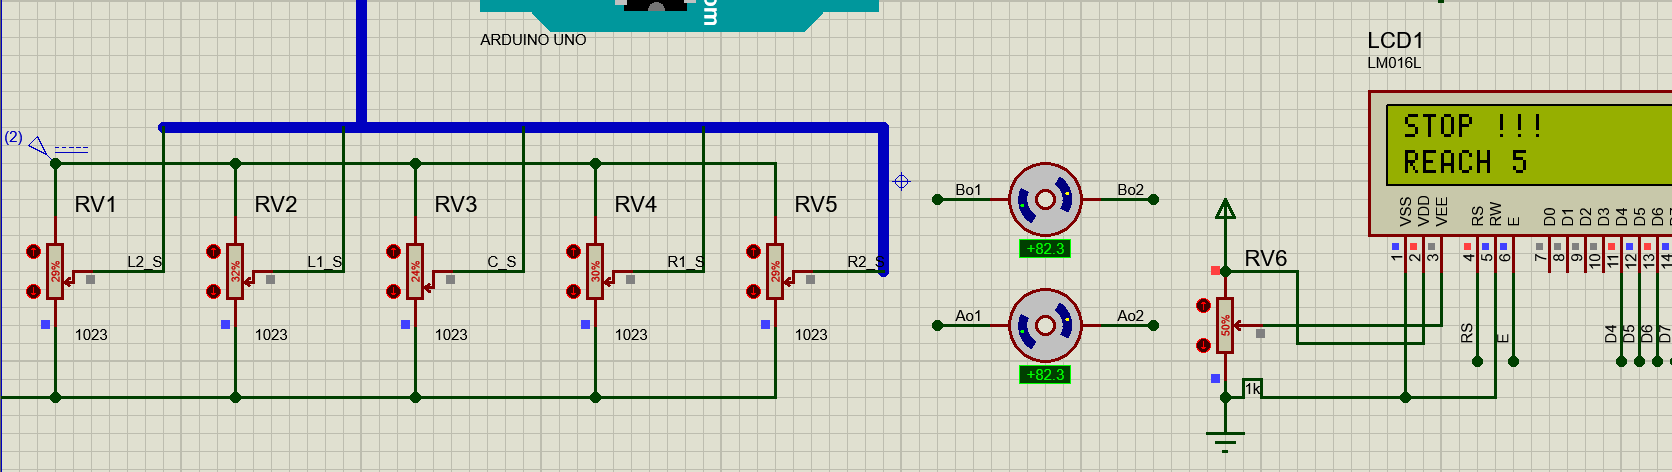 om
ARDUINO UNO
(2)
RV1
RV2
RV3
RV4
RV5
L2_S
L1_S
C_S
R1_S
R2_S
29%
32%
24%
30%
29%
1023
1023
1023
1023
1023
Bo1
Bo2
+82.3
Ao1
Ao2
+82.3
RV6
50%
1k
LCD1
LM016L
STOP !!!
REACH 5
VSS
VDD
VEE
RS
RW
E
D0
D1
D2
D3
D4
D5
D6
1
2
3
4
5
6
7
8
9
10
11
12
13
14
RS
E
D4
D5
D6
D7